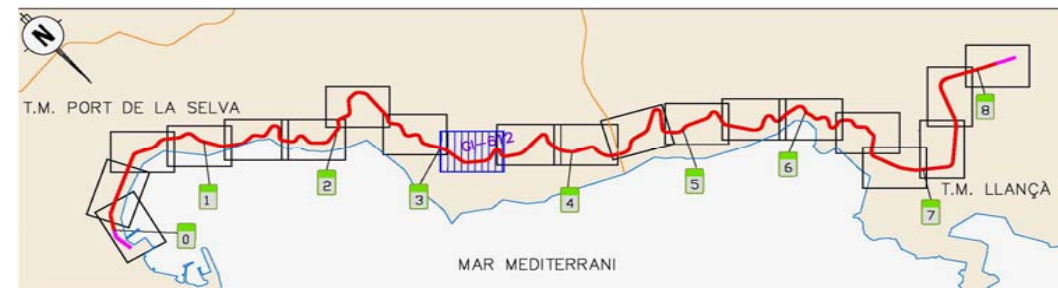 N
T.M. PORT DE LA SELVA
GI-612
0
1
2
3
4
5
6
7
8
T.M. LLANÇÀ
MAR MEDITERRANI